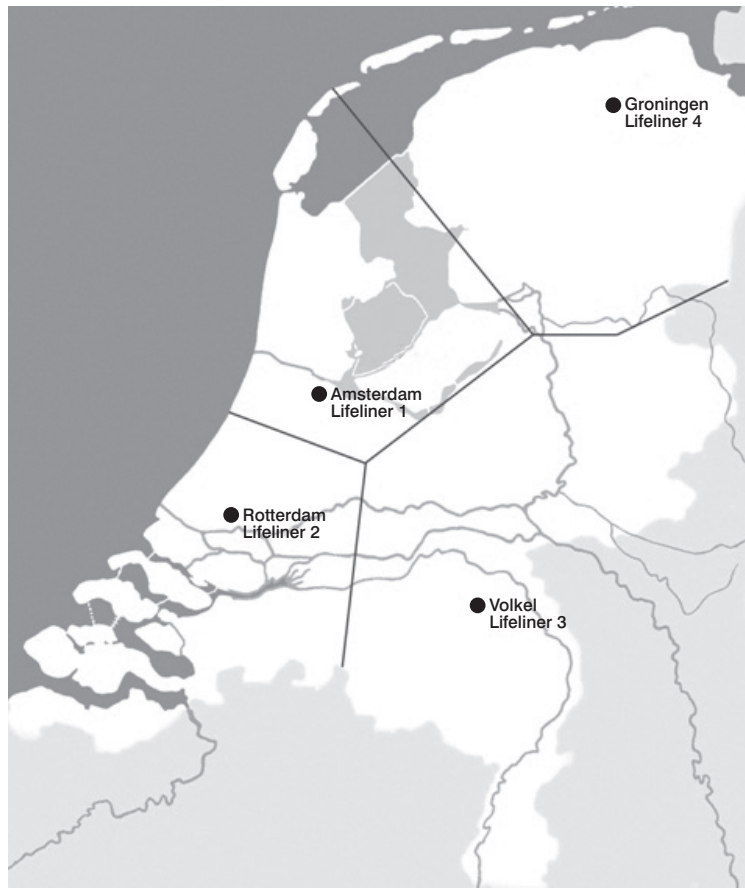 Groningen
Lifeliner 4
Amsterdam
Lifeliner 1
Rotterdam
Lifeliner 2
Volkel
Lifeliner 3